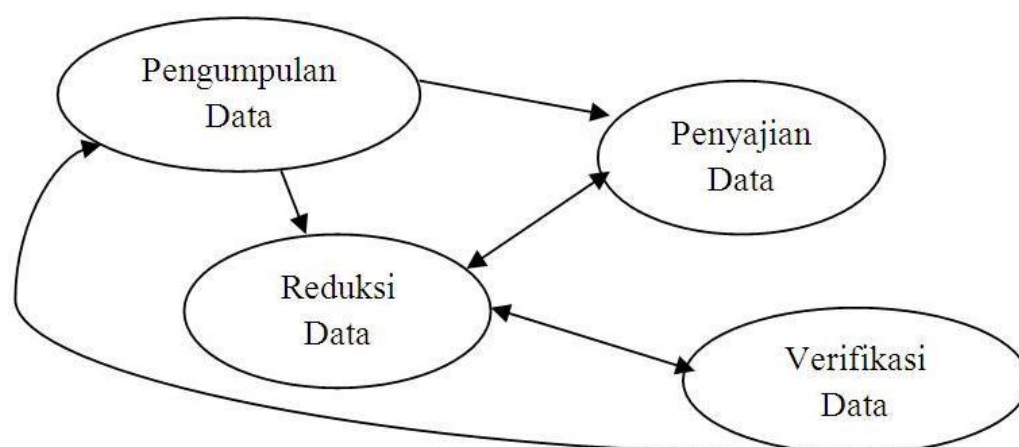 Pengumpulan
Data
Penyajian
Data
Reduksi
Data
Verifikasi
Data